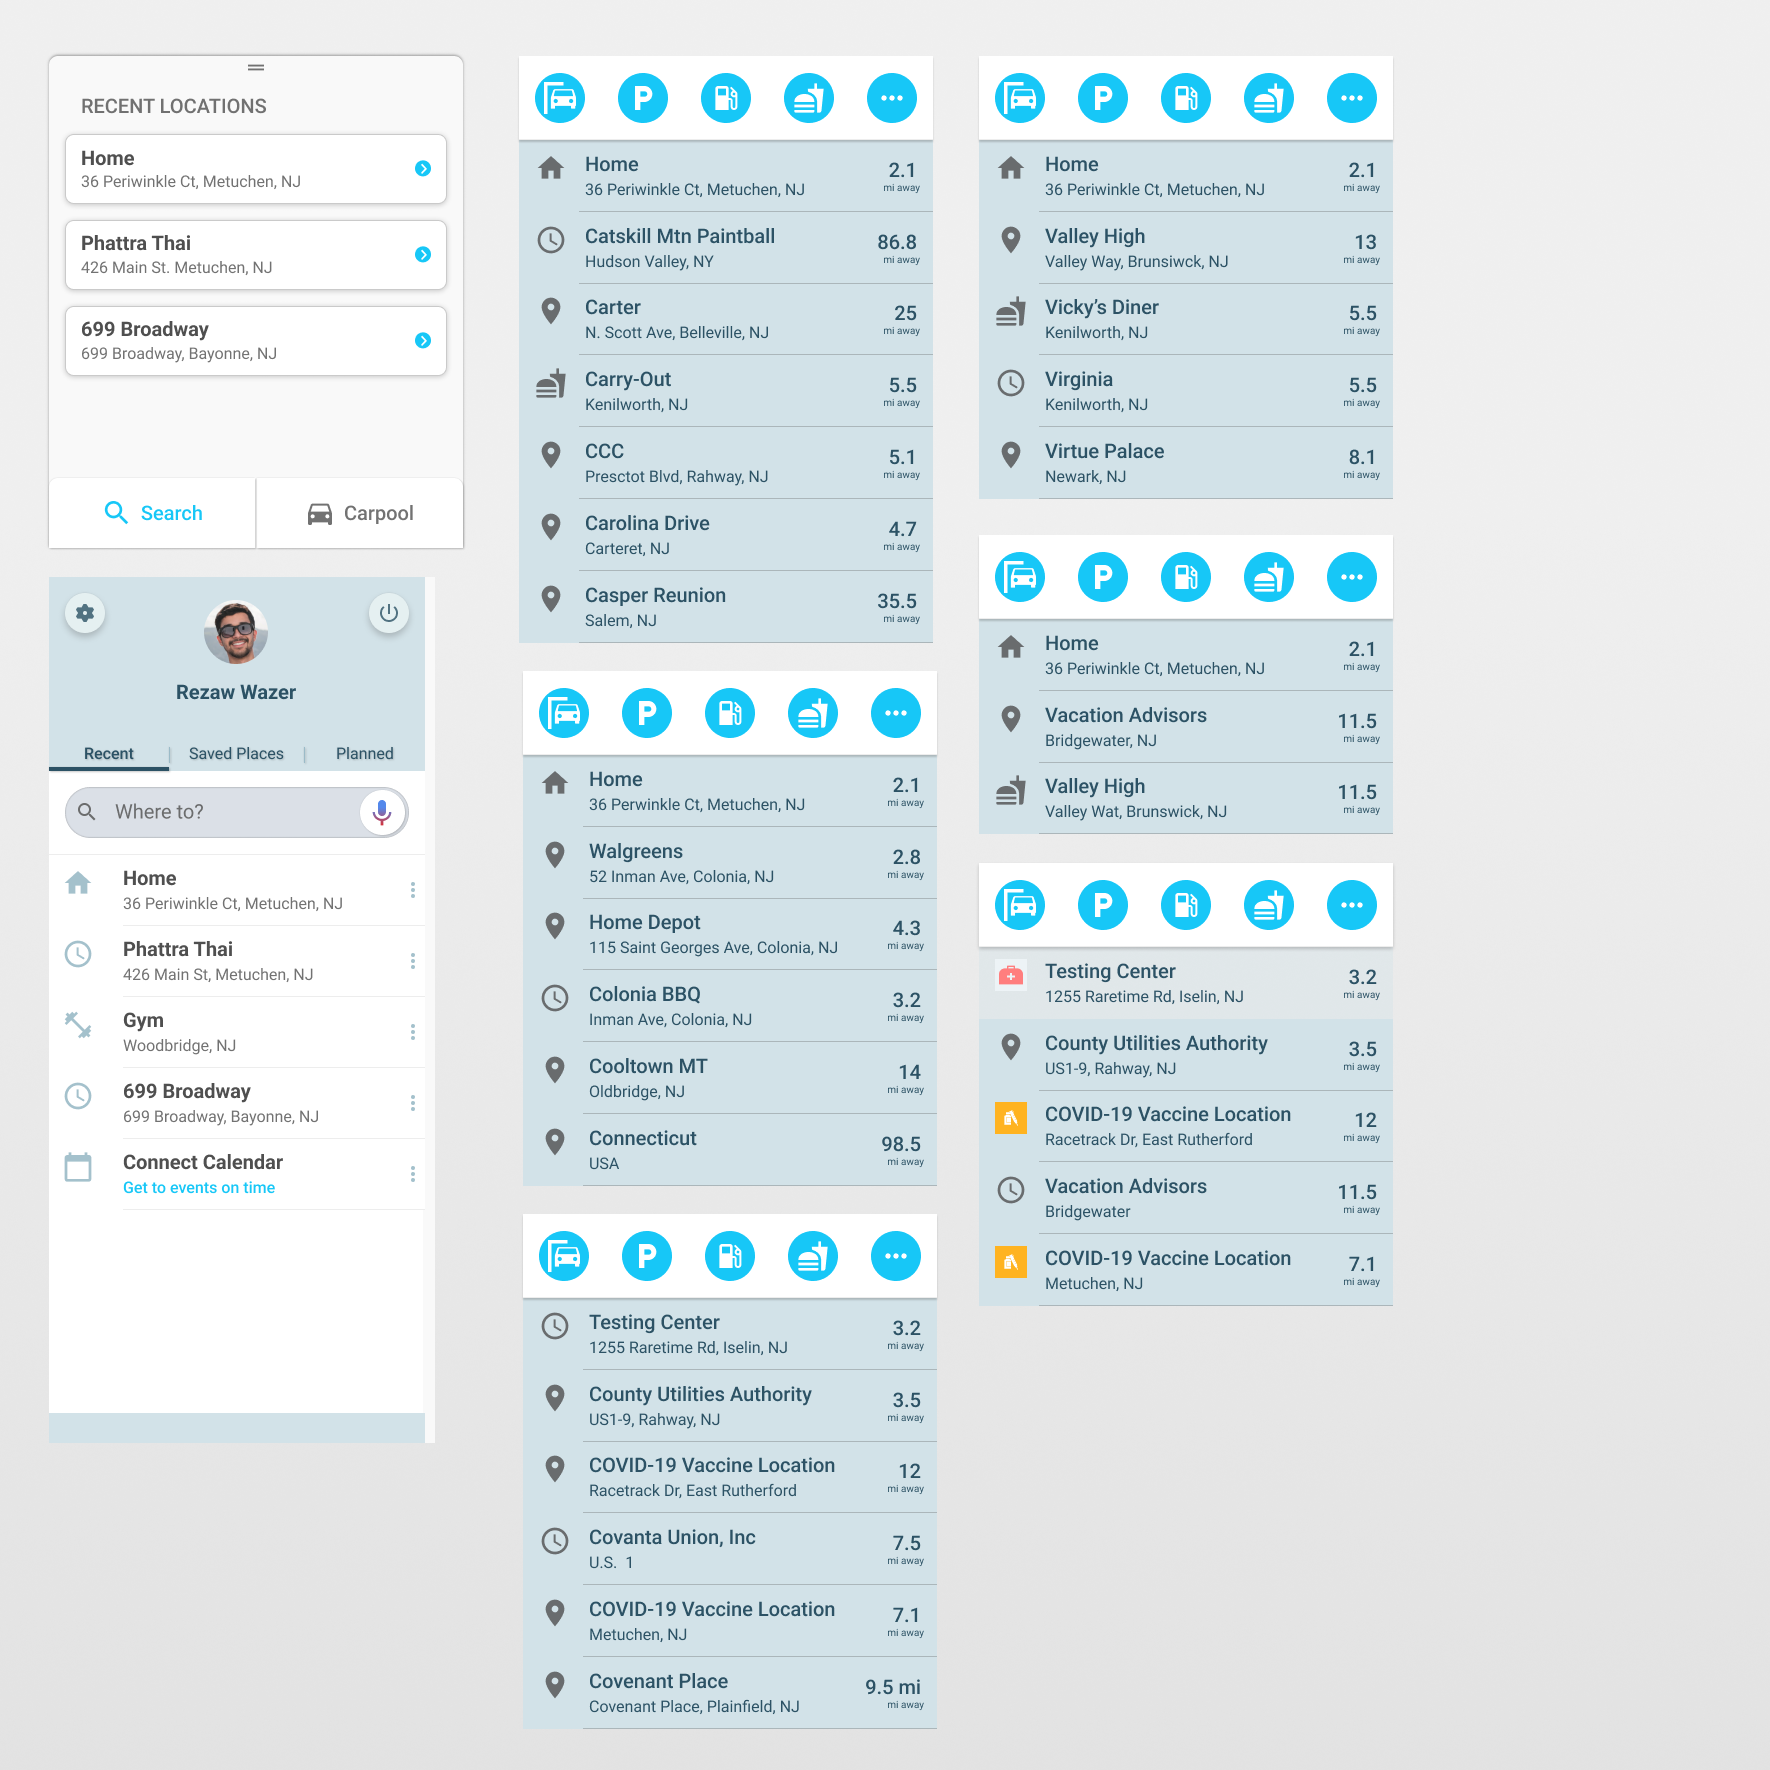 RECENT LOCATIONS
Home
36 Periwinkle Ct, Metuchen, NJ
Phattra Thai
426 Main St. Metuchen, NJ
699 Broadway
699 Broadway, Bayonne, NJ
Search
Carpool
Rezaw Wazer
Recent
Saved Places
Planned
Where to?
Home
36 Periwinkle Ct, Metuchen, NJ
Phattra Thai
426 Main St, Metuchen, NJ
Gym
Woodbridge, NJ
699 Broadway
699 Broadway, Bayonne, NJ
Connect Calendar
Get to events on time
P
Home
2.1
36 Periwinkle Ct, Metuchen, NJ
mi away
Catskill Mtn Paintball
86.8
Hudson Valley, NY
mi away
Carter
25
N. Scott Ave, Belleville, NJ
mi away
Carry-Out
5.5
Kenilworth, NJ
mi away
CCC
5.1
Presctot Blvd, Rahway, NJ
mi away
Carolina Drive
4.7
Carteret, NJ
mi away
Casper Reunion
35.5
Salem, NJ
mi away
P
Home
2.1
36 Perwinkle Ct, Metuchen, NJ
mi away
Walgreens
2.8
52 Inman Ave, Colonia, NJ
mi away
Home Depot
4.3
115 Saint Georges Ave, Colonia, NJ
mi away
Colonia BBQ
3.2
Inman Ave, Colonia, NJ
mi away
Cooltown MT
14
Oldbridge, NJ
mi away
Connecticut
98.5
USA
mi away
P
Testing Center
3.2
1255 Raretime Rd, Iselin, NJ
mi away
County Utilities Authority
3.5
US1-9, Rahway, NJ
mi away
COVID-19 Vaccine Location
12
Racetrack Dr, East Rutherford
mi away
Covanta Union, Inc
7.5
U.S.  1
mi away
COVID-19 Vaccine Location
7.1
Metuchen, NJ
mi away
Covenant Place
9.5 mi
Covenant Place, Plainfield, NJ
mi away
P
Home
2.1
36 Periwinkle Ct, Metuchen, NJ
mi away
Valley High
13
Valley Way, Brunsiwck, NJ
mi away
Vicky's Diner
5.5
Kenilworth, NJ
mi away
Virginia
5.5
Kenilworth, NJ
mi away
Virtue Palace
8.1
Newark, NJ
mi away
P
Home
2.1
36 Periwinkle Ct, Metuchen, NJ
mi away
Vacation Advisors
11.5
Bridgewater, NJ
mi away
Valley High
11.5
Valley Wat, Brunswick, NJ
mi away
P
Testing Center
3.2
1255 Raretime Rd, Iselin, NJ
mi away
County Utilities Authority
3.5
US1-9, Rahway, NJ
mi away
COVID-19 Vaccine Location
12
Racetrack Dr, East Rutherford
mi away
Vacation Advisors
11.5
Bridgewater
mi away
COVID-19 Vaccine Location
7.1
Metuchen, NJ
mi away